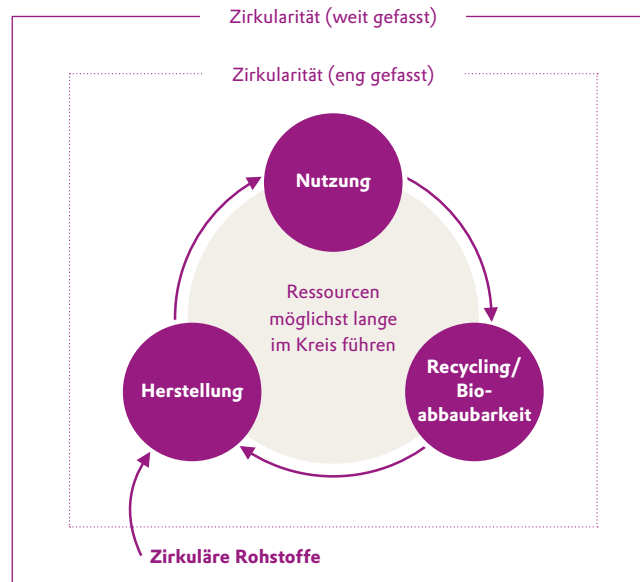 Zirkularität (weit gefasst)
Zirkularität (eng gefasst)
Nutzung
Ressourcen
möglichst lange
im Kreis führen
Herstellung
Recycling/
Bio-
abbaubarkeit
Zirkuläre Rohstoffe